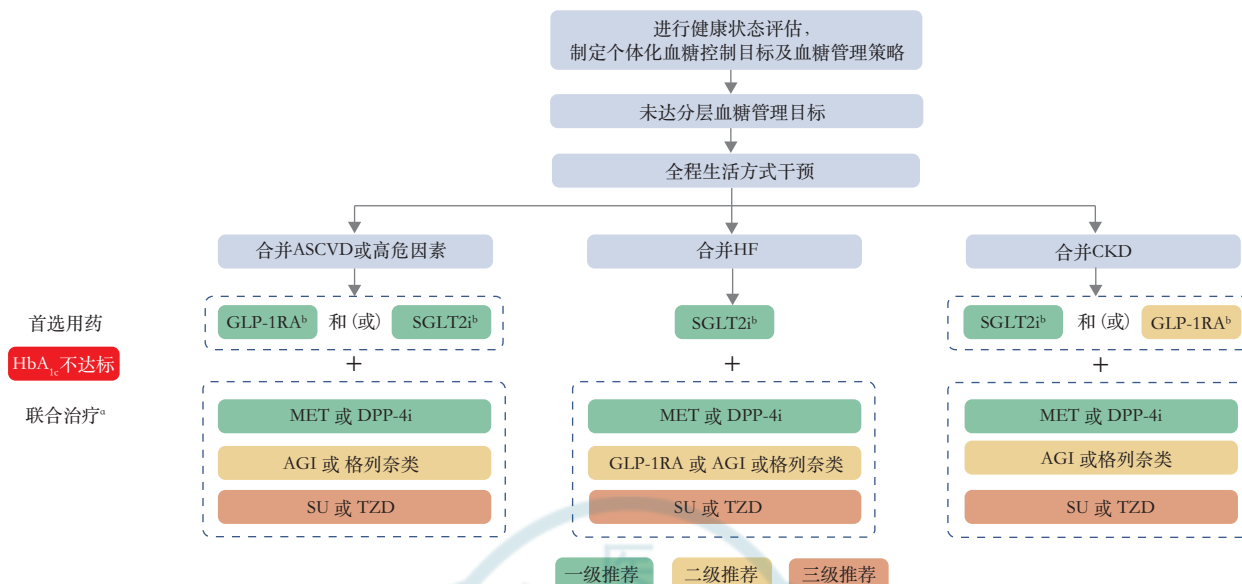 进行健康状态评估，
制定个体化血糖控制目标及血糖管理策略
未达分层血糖管理目标
全程生活方式干预
合并ASCVD或高危因素
合并HF
合并CKD
首选用药
GLP-1RAᵇ 和（或） SGLT2iᵇ
SGLT2iᵇ
SGLT2iᵇ 和（或） GLP-1RAᵇ
HbA₁c不达标
+
+
+
联合治疗ᵃ
MET 或 DPP-4i
MET 或 DPP-4i
MET 或 DPP-4i
AGI 或 格列奈类
GLP-1RA 或 AGI 或格列奈类
AGI 或格列奈类
SU 或 TZD
SU 或 TZD
SU 或 TZD
医
一级推荐
二级推荐
三级推荐